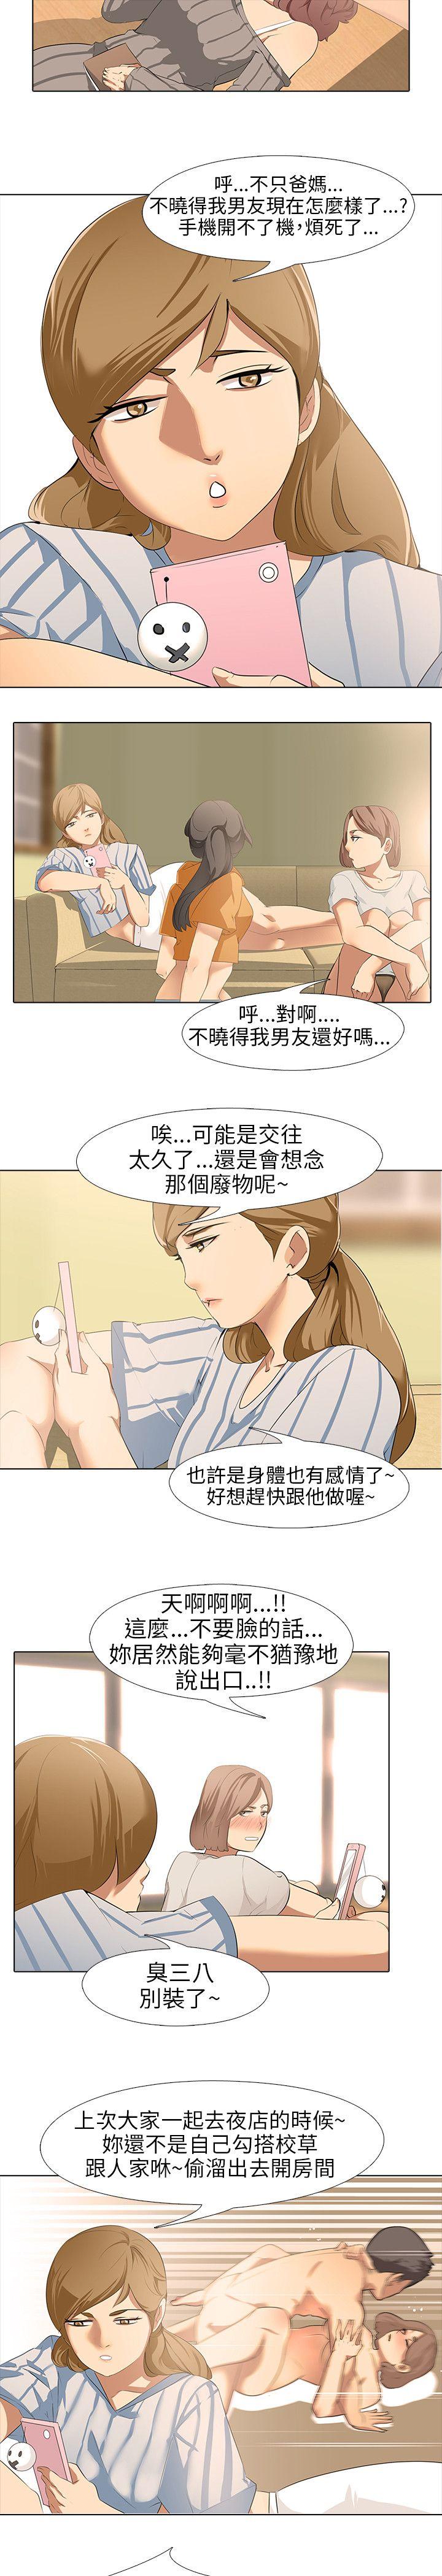 呼...不只爸媽...
不曉得我男友現在怎麼樣了...?
手機開不了機,煩死了...
呼...對啊....
不曉得我男友還好嗎...
唉...可能是交往
太久了...還是會想念
那個廢物呢~
也許是身體也有感情了~
好想趕快跟他做喔~
天啊啊啊...!!
這麼...不要臉的話...
妳居然能夠毫不猶豫地
說出口..!!
臭三八
別裝了~
上次大家一起去夜店的時候~
妳還不是自己勾搭校草
跟人家咻~偷溜出去開房間